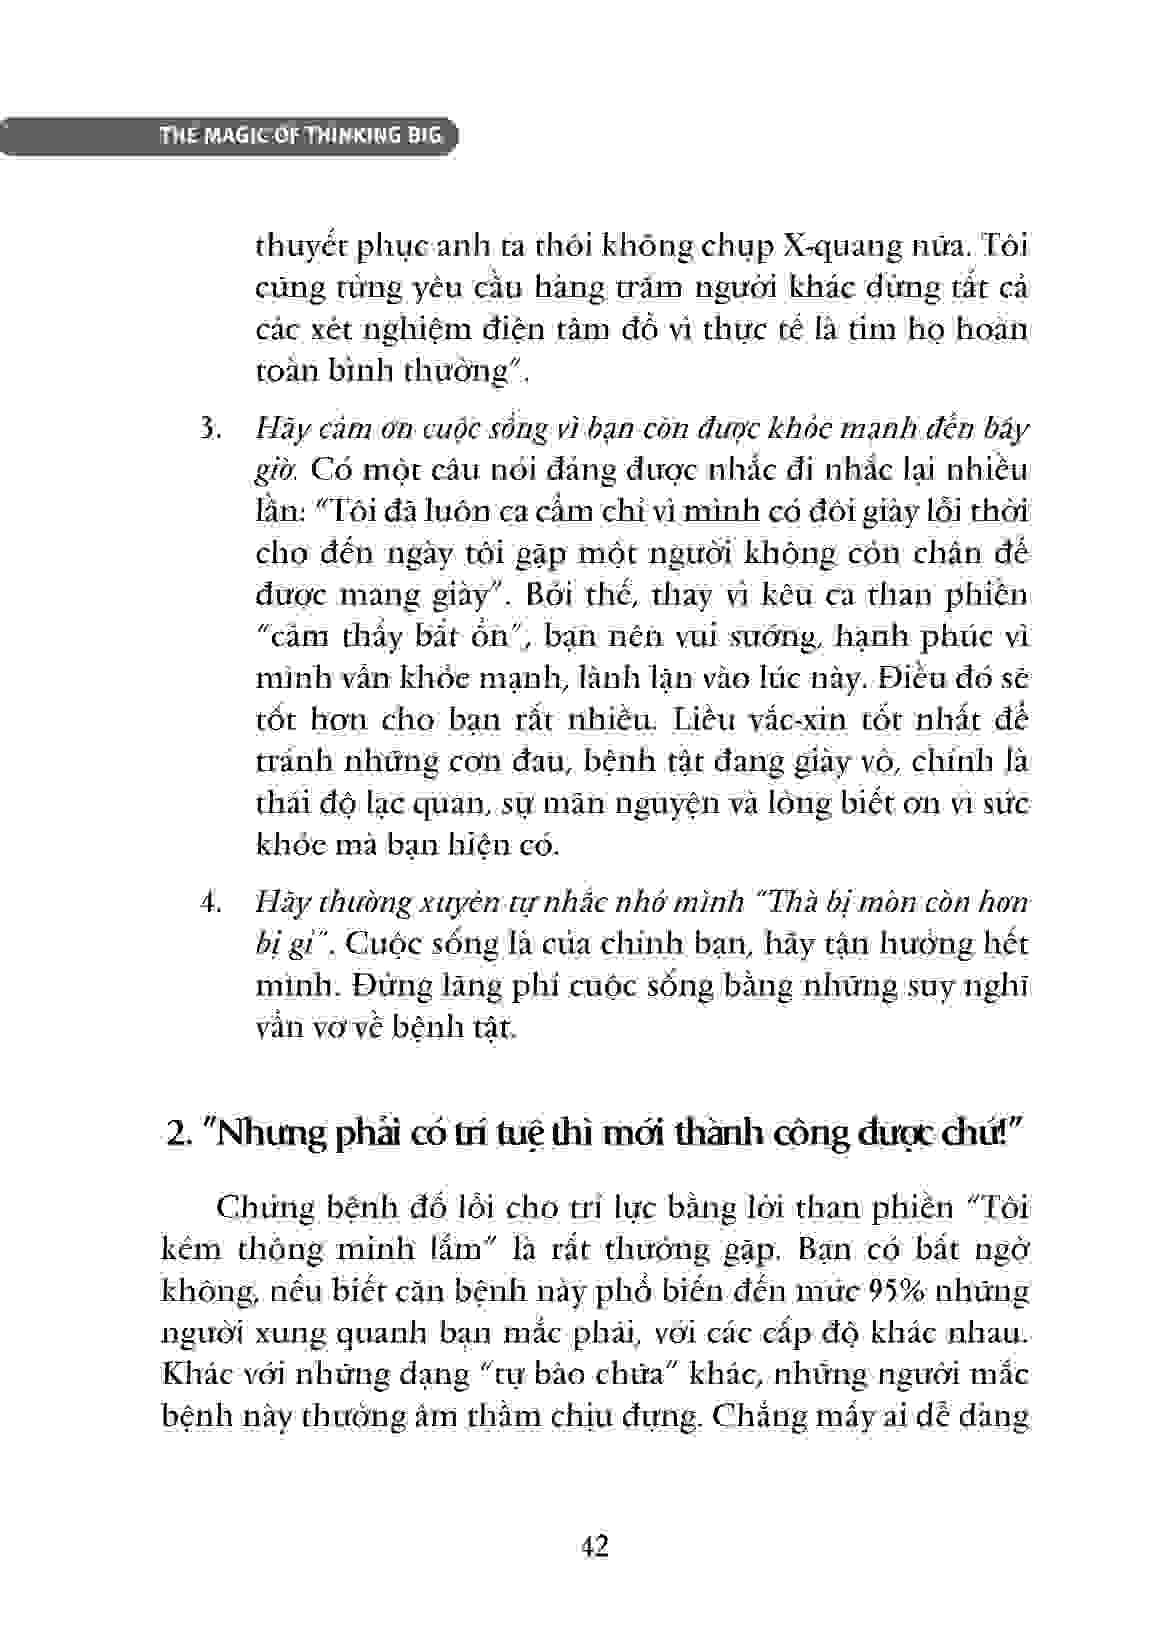 THE MAGIC OF THINKING BIG
thuyết phục anh ta thôi không chụp X-quang nữa. Tôi
cũng từng yêu cầu hàng trăm người khác dừng tất cả
các xét nghiệm điện tâm đồ vì thực tế là tim họ hoàn
toàn bình thường”.
3. Hãy cảm ơn cuộc sống vì bạn còn được khỏe mạnh đến bây
giờ. Có một câu nói đáng được nhắc đi nhắc lại nhiều
lần: “Tôi đã luôn ca cẩm chỉ vì mình có đôi giày lỗi thời
cho đến ngày tôi gặp một người không còn chân để
được mang giày”. Bởi thế, thay vì kêu ca than phiền
“cảm thấy bất ổn”, bạn nên vui sướng, hạnh phúc vì
mình vẫn khỏe mạnh, lành lặn vào lúc này. Điều đó sẽ
tốt hơn cho bạn rất nhiều. Liều vắc-xin tốt nhất để
tránh những cơn đau, bệnh tật đang giày vò, chính là
thái độ lạc quan, sự mãn nguyện và lòng biết ơn vì sức
khỏe mà bạn hiện có.
4. Hãy thường xuyên tự nhắc nhở mình “Thà bị mòn còn hơn
bị gỉ”. Cuộc sống là của chính bạn, hãy tận hưởng hết
mình. Đừng lãng phí cuộc sống bằng những suy nghĩ
vẩn vơ về bệnh tật.
2. “Nhưng phải có trí tuệ thì mới thành công được chứ!”
Chứng bệnh đổ lỗi cho trí lực bằng lời than phiền “Tôi
kém thông minh lắm” là rất thường gặp. Bạn có bất ngờ
không, nếu biết căn bệnh này phổ biến đến mức 95% những
người xung quanh bạn mắc phải, với các cấp độ khác nhau.
Khác với những dạng “tự bào chữa” khác, những người mắc
bệnh này thường âm thầm chịu đựng. Chẳng mấy ai dễ dàng
42